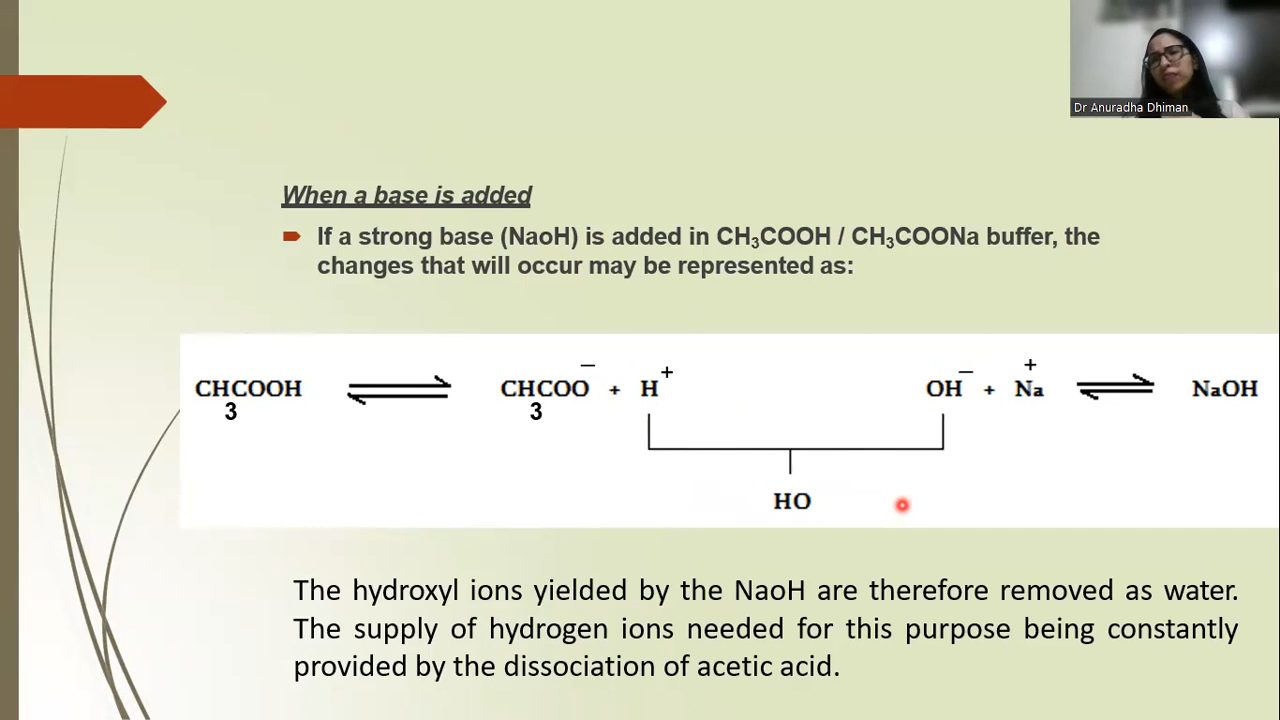 Dr Anuradha Dhiman
When a base is added
If a strong base (NaoH) is added in CH₃COOH / CH₃COONa buffer, the
changes that will occur may be represented as:
CHCOOH ⇌ CHCOO⁻ + H⁺ OH⁻ + Na⁺ ⇌ NaOH
3 3
HO
The hydroxyl ions yielded by the NaoH are therefore removed as water.
The supply of hydrogen ions needed for this purpose being constantly
provided by the dissociation of acetic acid.